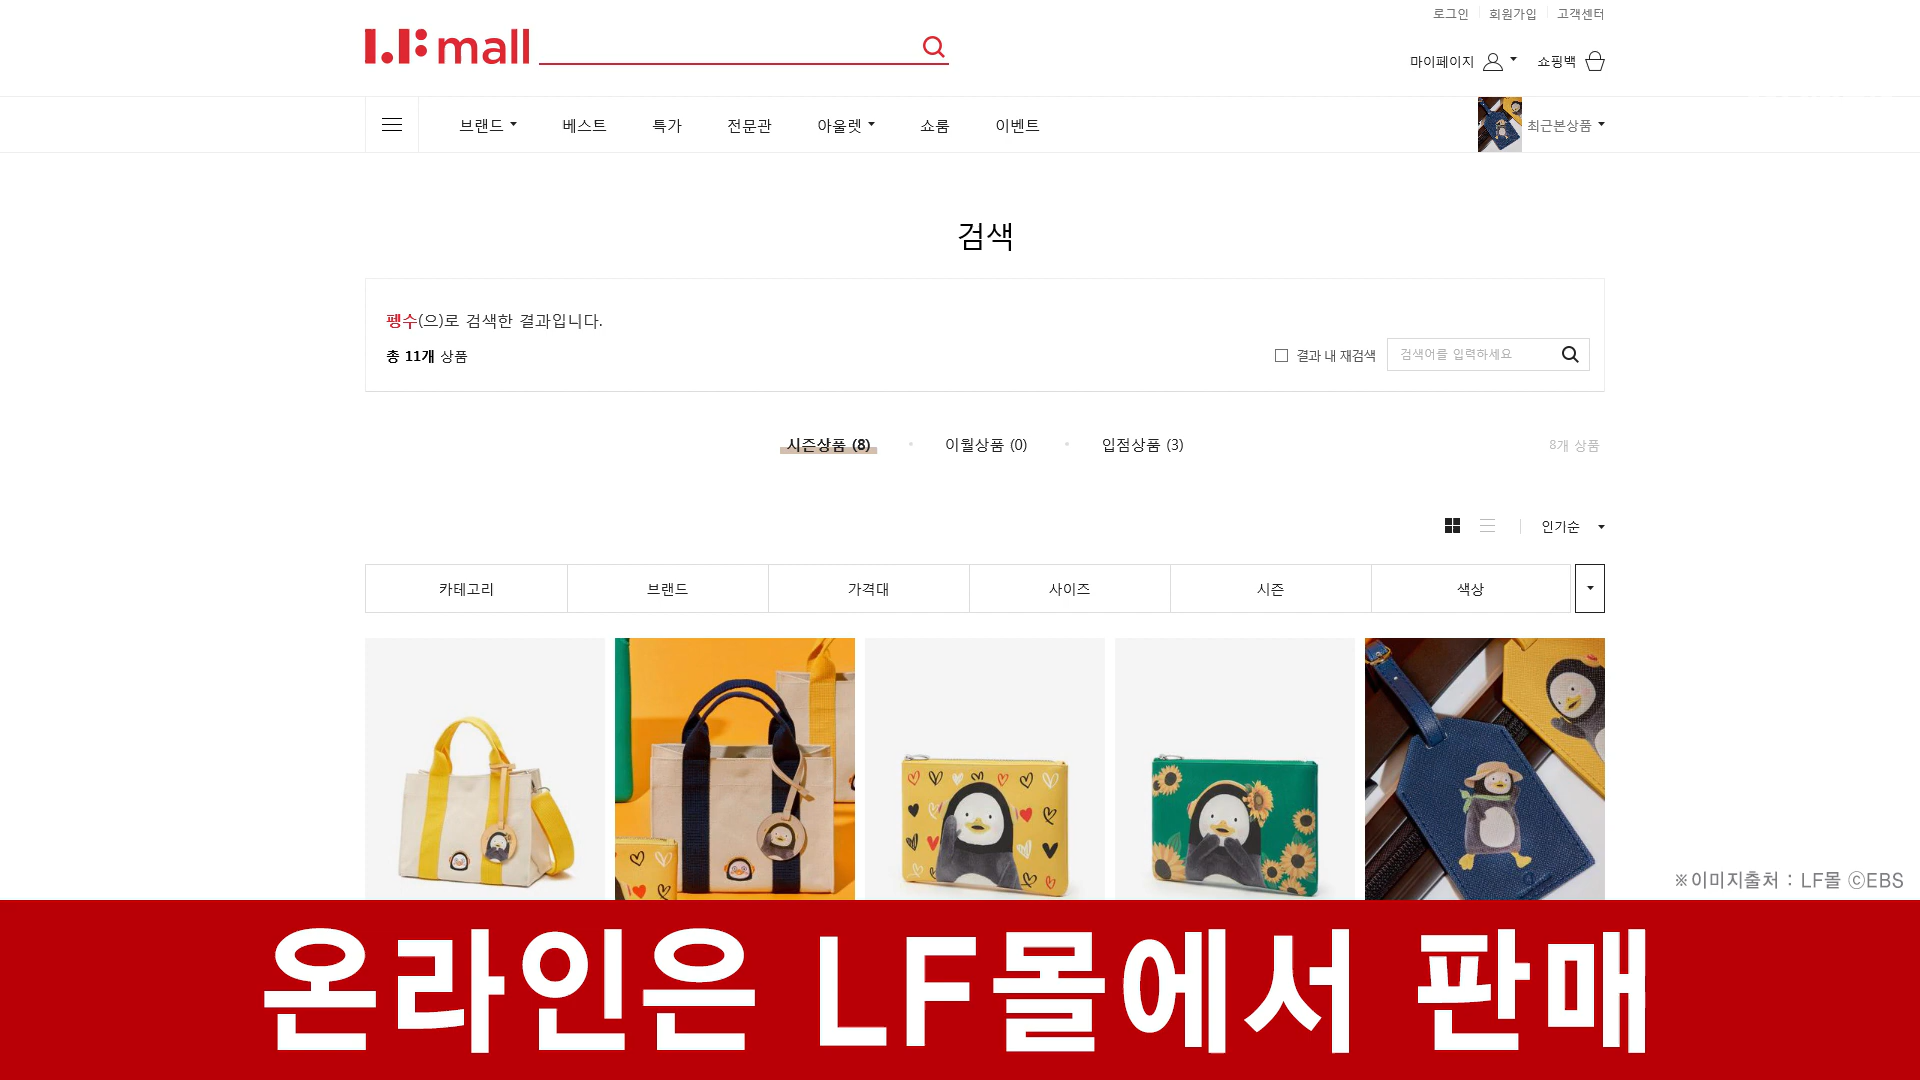 로그인 회원가입 고객센터
LF mall
마이페이지 쇼핑백
브랜드 베스트 특가 전문관 아울렛 쇼룸 이벤트 최근본상품
검색
펭수(으)로 검색한 결과입니다.
총 11개 상품
결과 내 재검색 검색어를 입력하세요
시즌상품 (8) 이월상품 (0) 입점상품 (3) 8개 상품
인기순
카테고리 브랜드 가격대 사이즈 시즌 색상
※이미지출처 : LF몰 ⓒEBS
온라인은 LF몰에서 판매